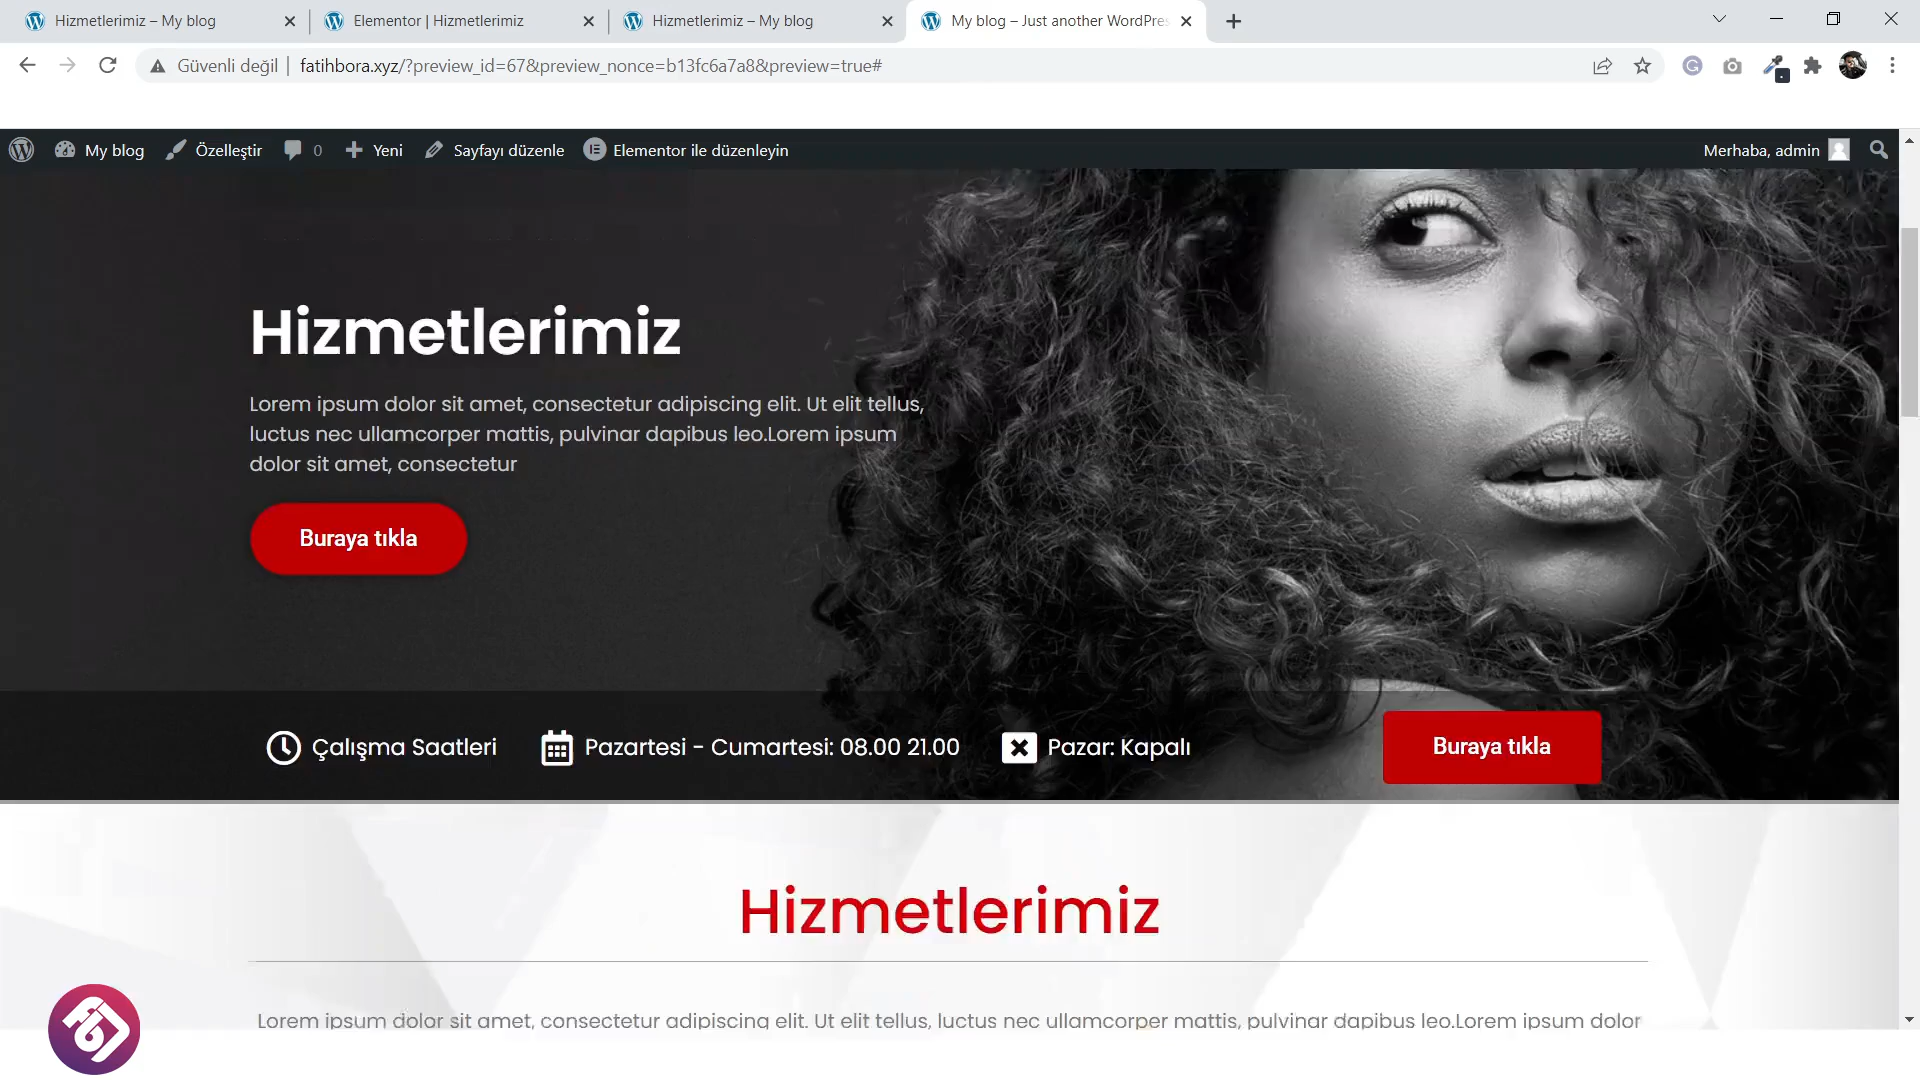 Hizmetlerimiz – My blog
Elementor | Hizmetlerimiz
Hizmetlerimiz – My blog
My blog – Just another WordPres
Güvenli değil | fatihbora.xyz/?preview_id=67&preview_nonce=b13fc6a7a8&preview=true#
My blog
Özelleştir
0
Yeni
Sayfayı düzenle
Elementor ile düzenleyin
Merhaba, admin
Hizmetlerimiz
Lorem ipsum dolor sit amet, consectetur adipiscing elit. Ut elit tellus,
luctus nec ullamcorper mattis, pulvinar dapibus leo.Lorem ipsum
dolor sit amet, consectetur
Buraya tıkla
Çalışma Saatleri
Pazartesi - Cumartesi: 08.00 21.00
Pazar: Kapalı
Buraya tıkla
Hizmetlerimiz
Lorem ipsum dolor sit amet, consectetur adipiscing elit. Ut elit tellus, luctus nec ullamcorper mattis, pulvinar dapibus leo.Lorem ipsum dolor